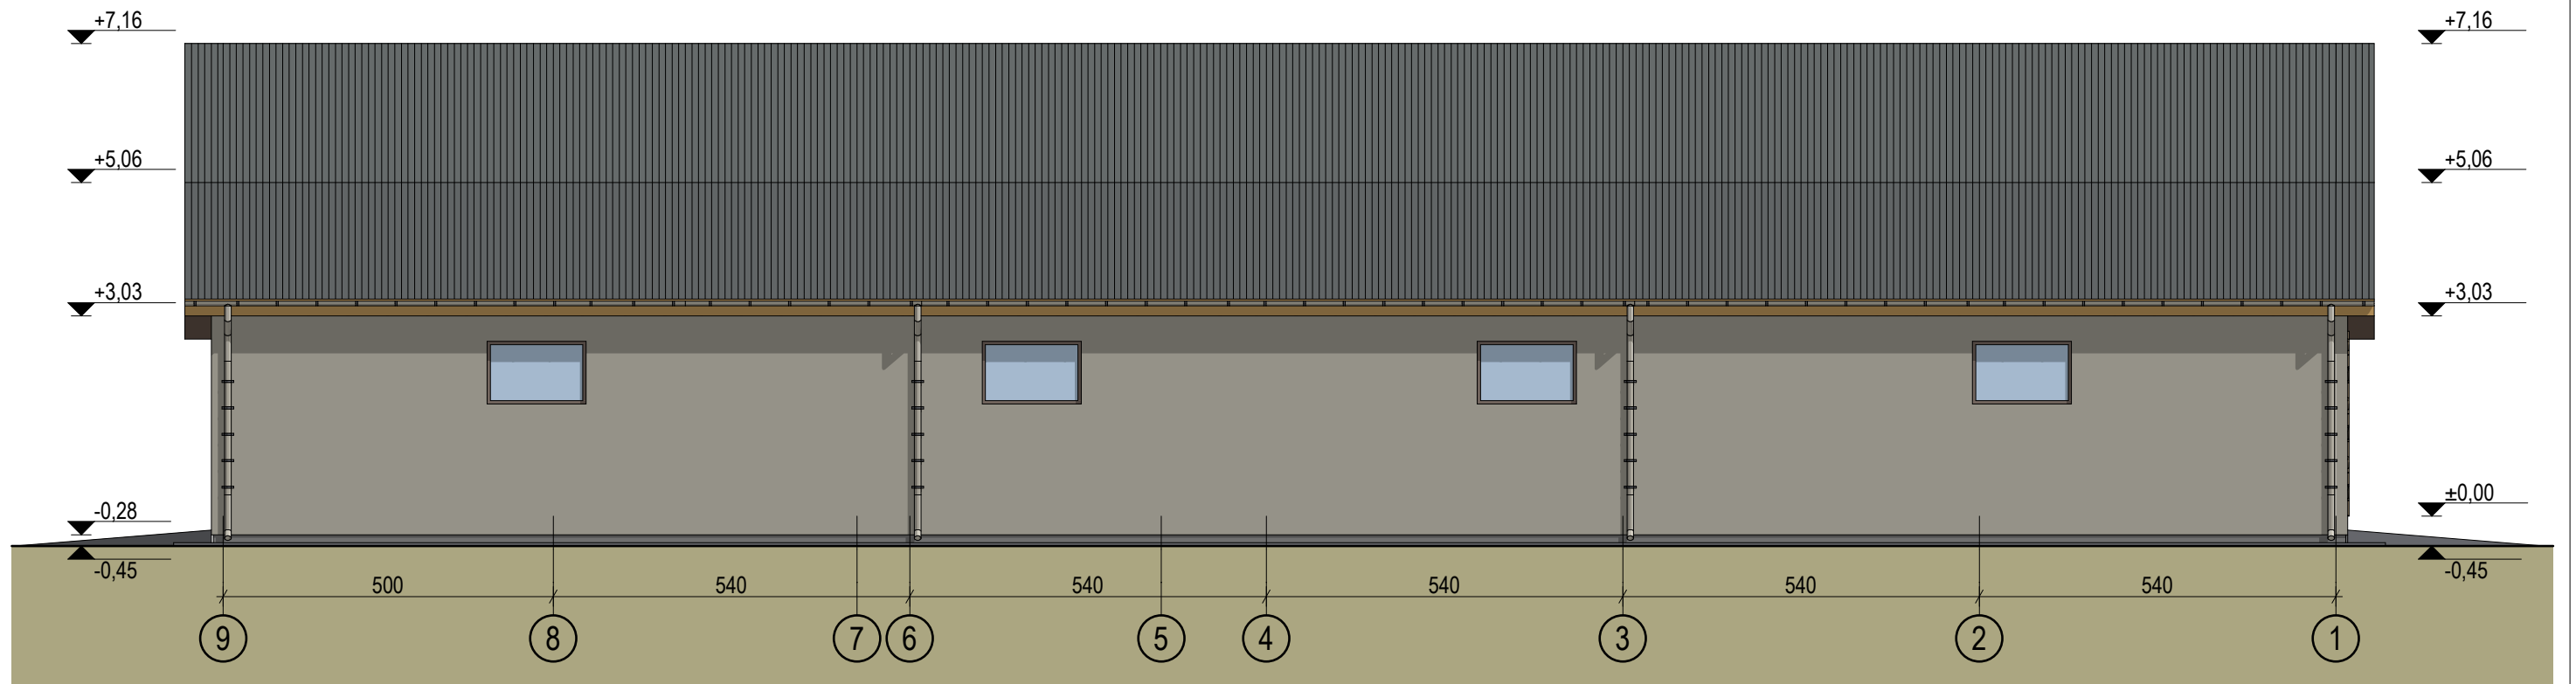 +7,16 +7,16
+5,06 +5,06
+3,03 +3,03
-0,28 ±0,00
-0,45 -0,45
500 540 540 540 540 540
9 8 7 6 5 4 3 2 1